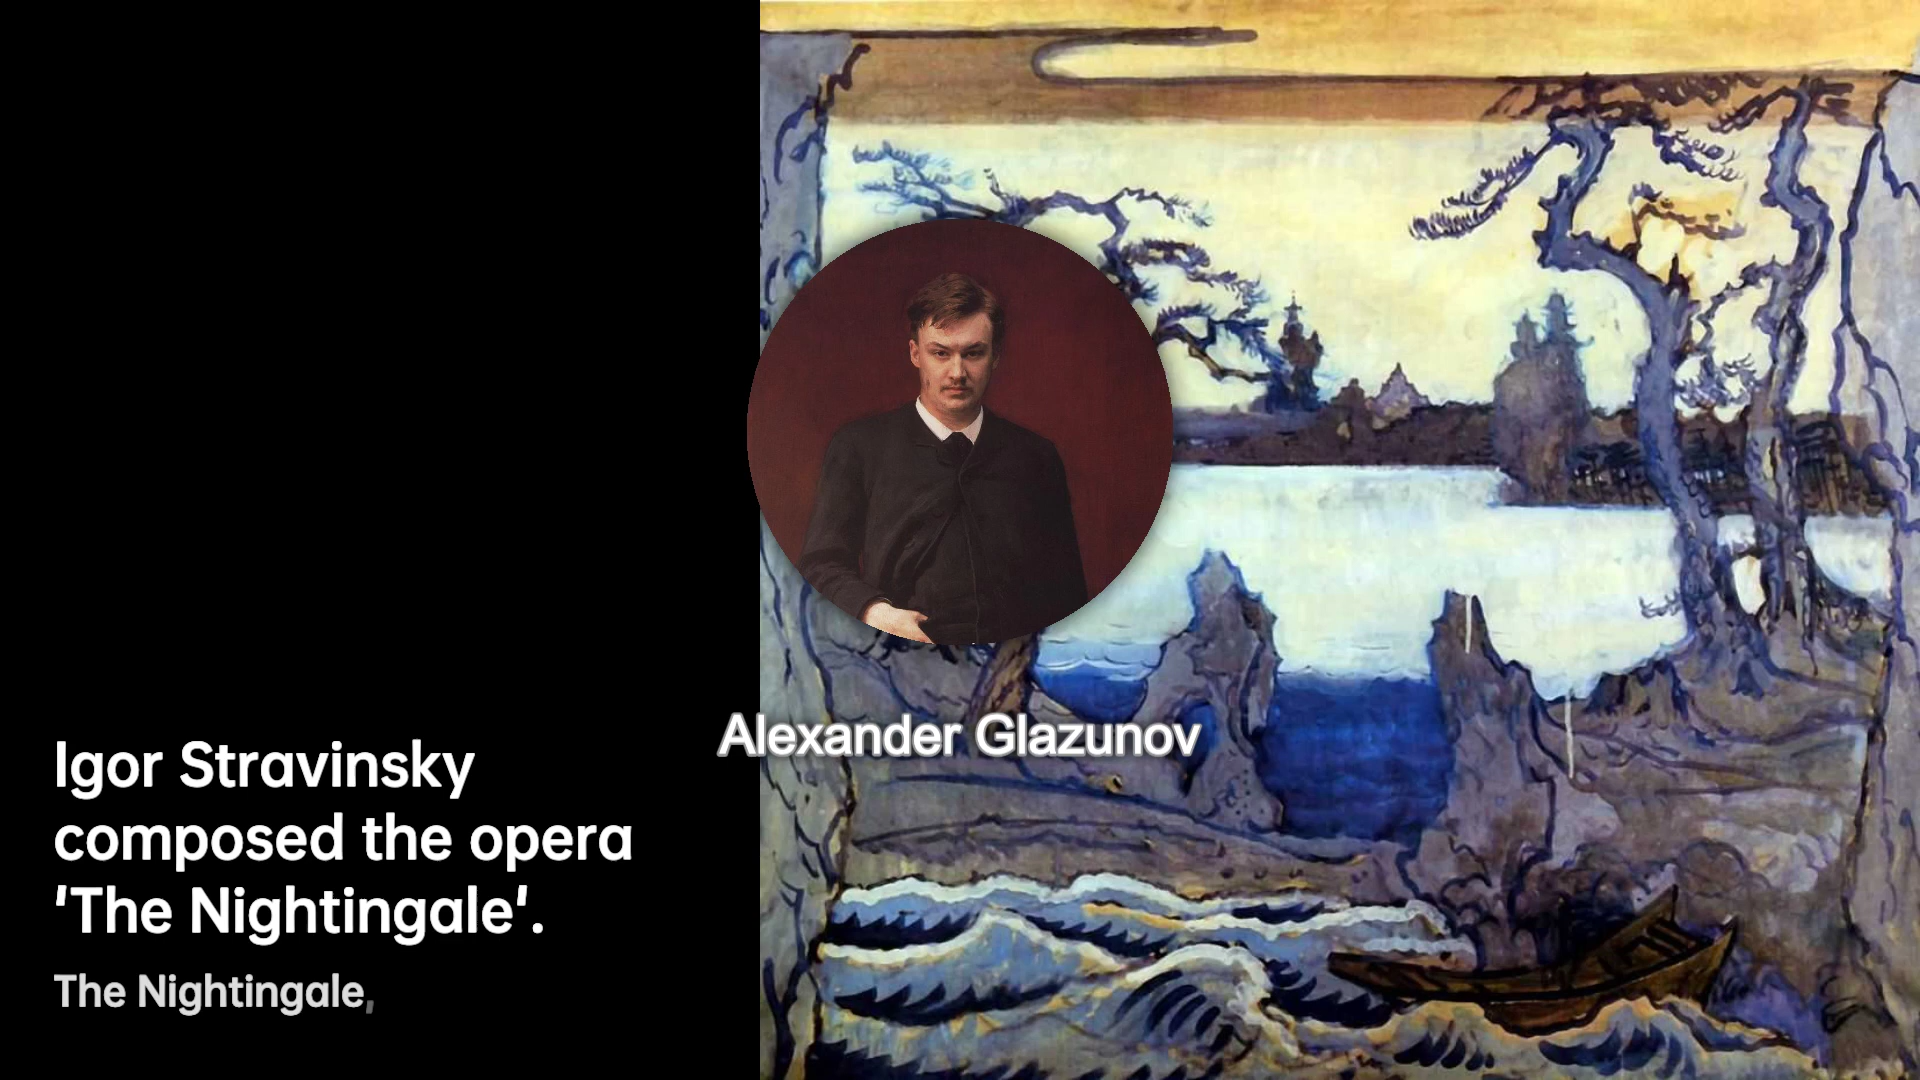 Alexander Glazunov
Igor Stravinsky
composed the opera
'The Nightingale'.
The Nightingale,